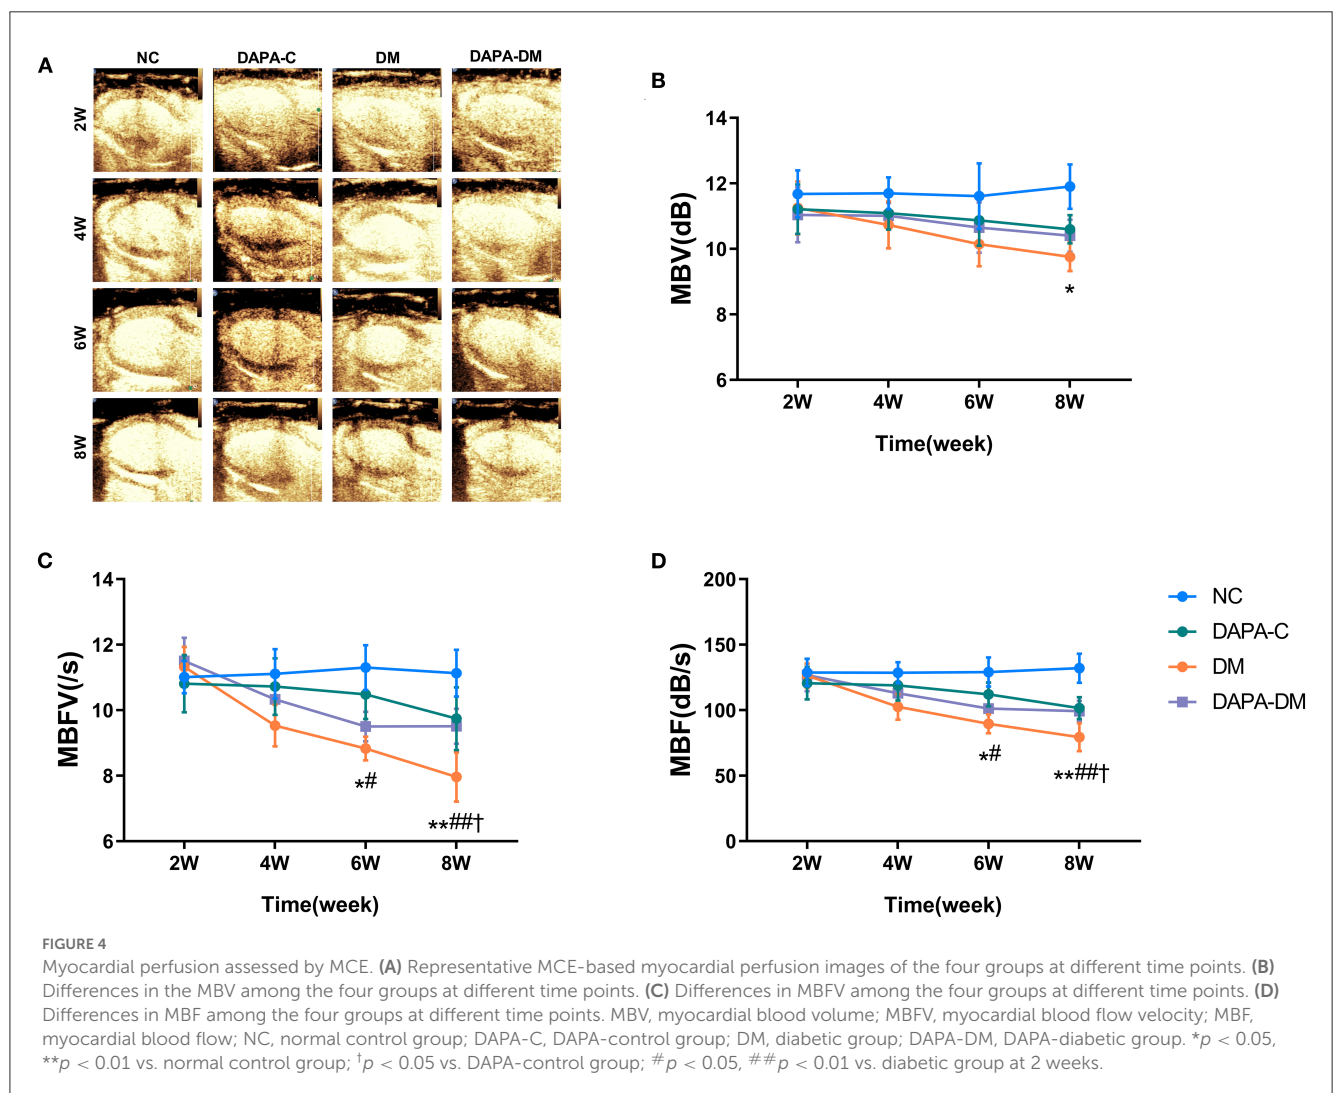 A
NC DAPA-C DM DAPA-DM
2W
4W
6W
8W
B
MBV(dB)
14
12
10
8
6
*
2W 4W 6W 8W
Time(week)
C
MBFV(/s)
14
12
10
8
6
*#
**##†
2W 4W 6W 8W
Time(week)
D
MBF(dB/s)
200
150
100
50
0
*#
**##†
2W 4W 6W 8W
Time(week)
NC
DAPA-C
DM
DAPA-DM
FIGURE 4
Myocardial perfusion assessed by MCE. (A) Representative MCE-based myocardial perfusion images of the four groups at different time points. (B)
Differences in the MBV among the four groups at different time points. (C) Differences in MBFV among the four groups at different time points. (D)
Differences in MBF among the four groups at different time points. MBV, myocardial blood volume; MBFV, myocardial blood flow velocity; MBF,
myocardial blood flow; NC, normal control group; DAPA-C, DAPA-control group; DM, diabetic group; DAPA-DM, DAPA-diabetic group. *p < 0.05,
**p < 0.01 vs. normal control group; †p < 0.05 vs. DAPA-control group; #p < 0.05, ##p < 0.01 vs. diabetic group at 2 weeks.